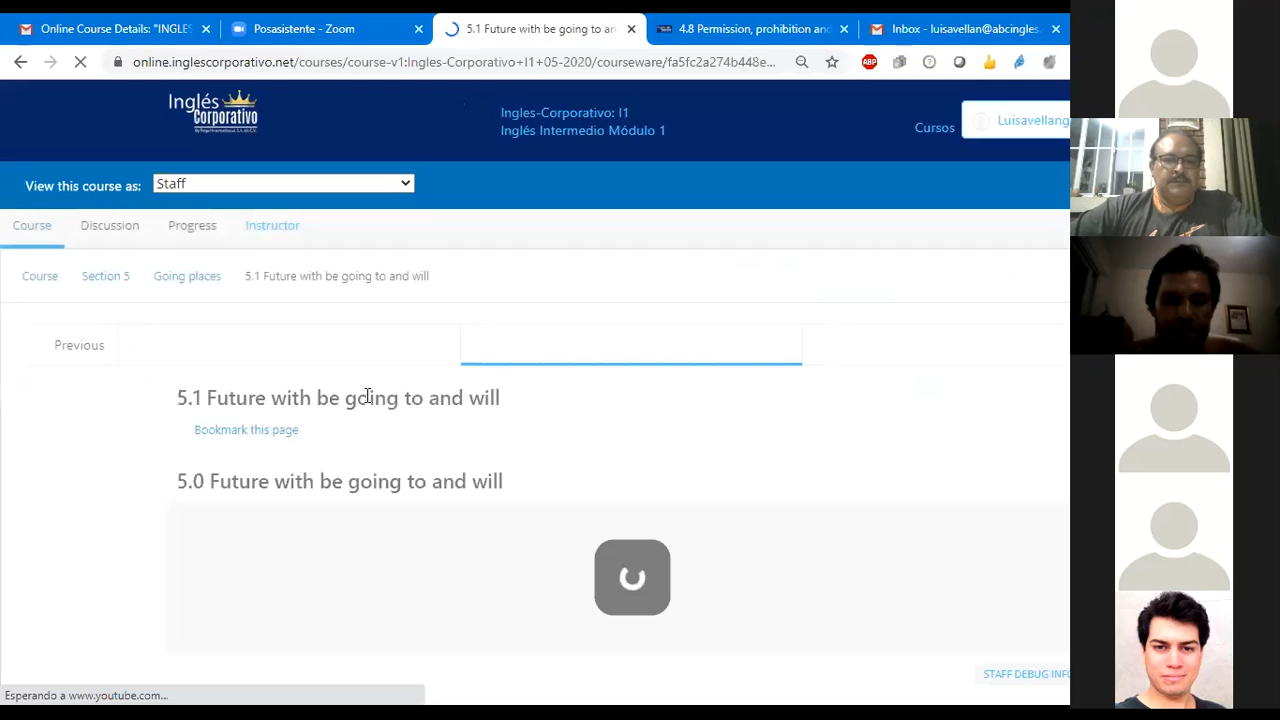 Online Course Details: "INGLES
Posasistente - Zoom
5.1 Future with be going to an
4.8 Permission, prohibition and
Inbox - luisavellan@abcingles.
online.inglescorporativo.net/courses/course-v1:Ingles-Corporativo+I1+05-2020/courseware/fa5fc2a274b448e...
ABP
Inglés
Corporativo
Ingles-Corporativo: I1
Inglés Intermedio Módulo 1
Cursos
Luisavellang
View this course as:
Staff
Course
Discussion
Progress
Instructor
Course
Section 5
Going places
5.1 Future with be going to and will
Previous
5.1 Future with be going to and will
Bookmark this page
5.0 Future with be going to and will
STAFF DEBUG INFO
Esperando a www.youtube.com...